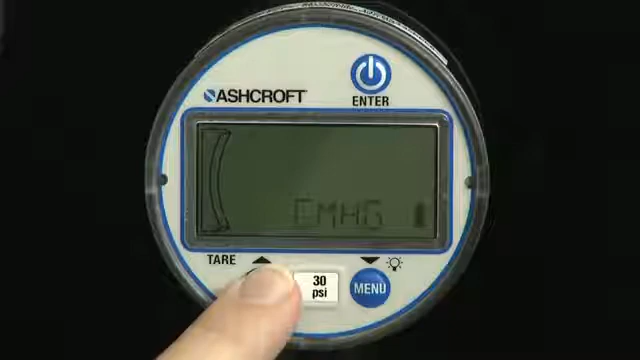 ASHCROFT
ENTER
CMHG
TARE
30
psi
MENU